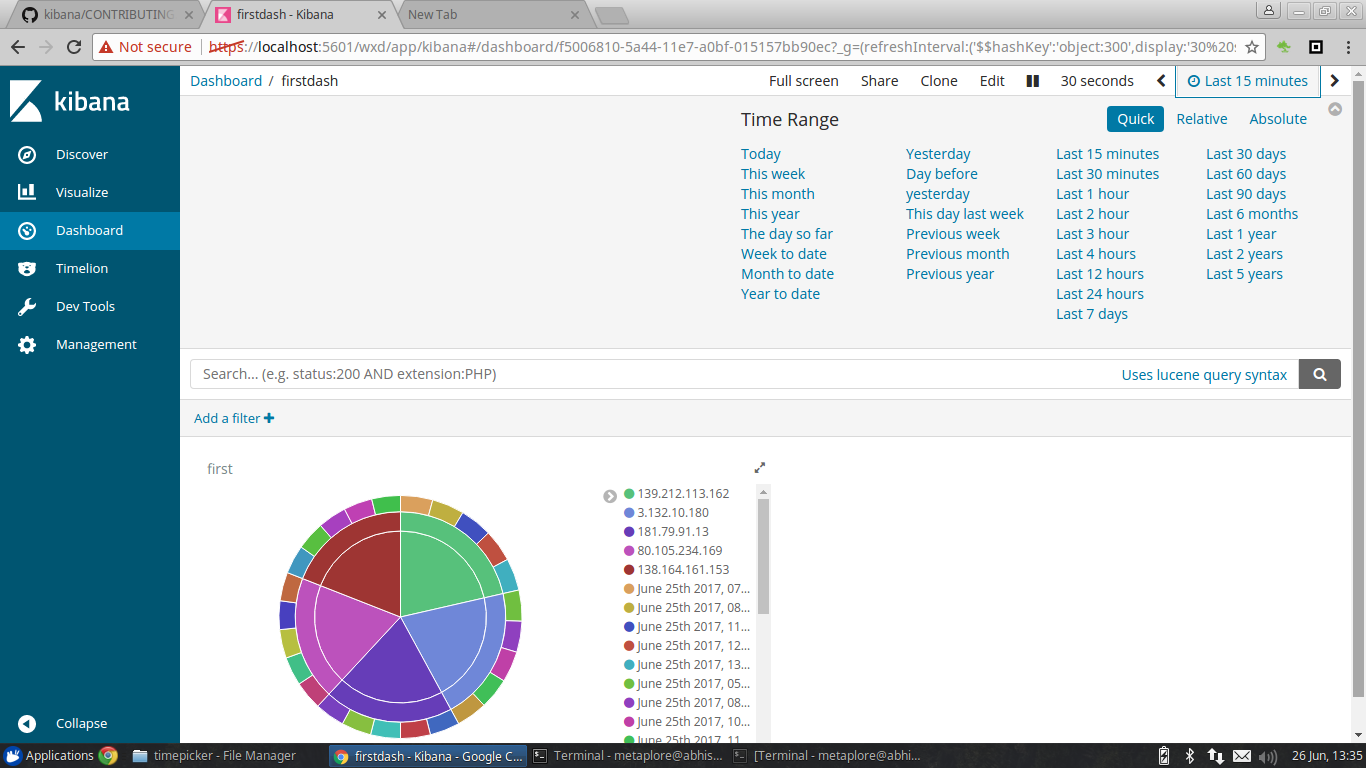 kibana/CONTRIBUTING
firstdash - Kibana
New Tab
Not secure
https://localhost:5601/wxd/app/kibana#/dashboard/f5006810-5a44-11e7-a0bf-015157bb90ec?_g=(refreshInterval:('$$hashKey':'object:300',display:'30%20s
kibana
Discover
Visualize
Dashboard
Timelion
Dev Tools
Management
Collapse
Dashboard / firstdash
Full screen Share Clone Edit 30 seconds Last 15 minutes
Time Range
Quick Relative Absolute
Today
This week
This month
This year
The day so far
Week to date
Month to date
Year to date
Yesterday
Day before
yesterday
This day last week
Previous week
Previous month
Previous year
Last 15 minutes
Last 30 minutes
Last 1 hour
Last 2 hour
Last 3 hour
Last 4 hours
Last 12 hours
Last 24 hours
Last 7 days
Last 30 days
Last 60 days
Last 90 days
Last 6 months
Last 1 year
Last 2 years
Last 5 years
Search... (e.g. status:200 AND extension:PHP)
Uses lucene query syntax
Add a filter +
first
139.212.113.162
3.132.10.180
181.79.91.13
80.105.234.169
138.164.161.153
June 25th 2017, 07...
June 25th 2017, 08...
June 25th 2017, 11...
June 25th 2017, 12...
June 25th 2017, 13...
June 25th 2017, 05...
June 25th 2017, 08...
June 25th 2017, 10...
June 25th 2017, 11...
Applications
timepicker - File Manager
firstdash - Kibana - Google C...
Terminal - metaplore@abhis...
[Terminal - metaplore@abhi...
26 Jun, 13:35